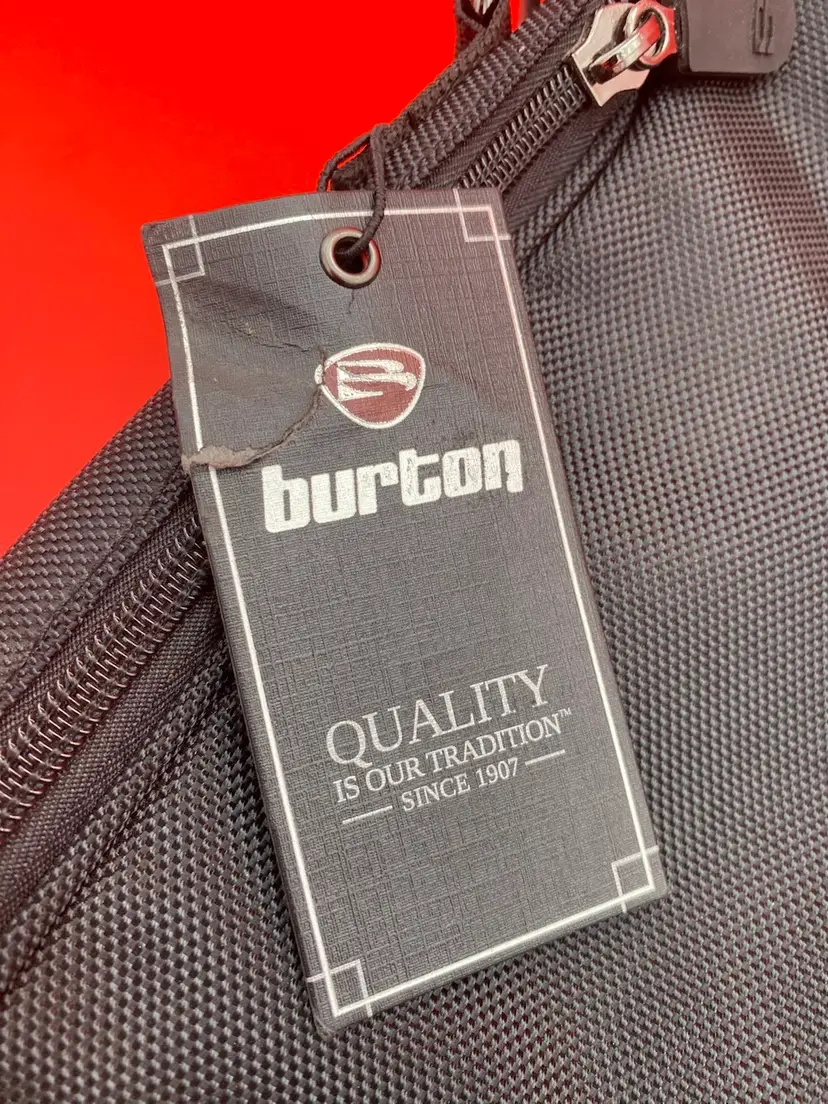 burton
QUALITY
IS OUR TRADITION™
SINCE 1907